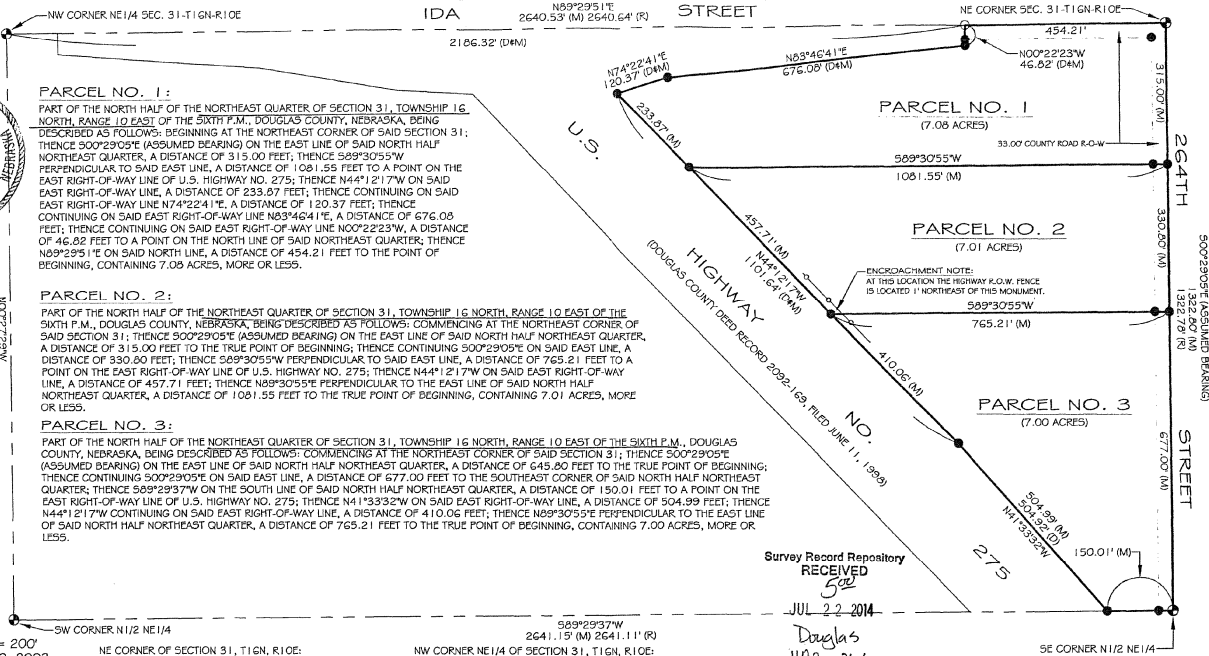 NW CORNER NE1/4 SEC. 31-T16N-R10E
IDA STREET
N89°29'51"E
2640.53' (M) 2640.64' (R)
NE CORNER SEC. 31-T16N-R10E
2186.32' (D&M)
454.21'
N00°22'23"W
46.82' (D&M)
N83°46'41"E
676.08' (D&M)
N74°22'41"E
120.37' (D&M)
315.00' (M)
PARCEL NO. 1
(7.08 ACRES)
33.00' COUNTY ROAD R-O-W
233.87' (M)
S89°30'55"W
1081.55' (M)
264TH STREET
U.S. HIGHWAY NO. 275
(DOUGLAS COUNTY DEED RECORD 2092-169, FILED JUNE 11, 1998)
457.71' (M)
N44°12'17"W
1101.64' (D&M)
PARCEL NO. 2
(7.01 ACRES)
330.80' (M)
ENCROACHMENT NOTE:
AT THIS LOCATION THE HIGHWAY R.O.W. FENCE
IS LOCATED 1' NORTHEAST OF THIS MONUMENT.
S89°30'55"W
765.21' (M)
S00°29'05"E (ASSUMED BEARING)
1322.80' (M)
1322.78' (R)
410.06' (M)
PARCEL NO. 3
(7.00 ACRES)
677.00' (M)
504.99' (M)
504.92' (D)
N41°33'32"W
150.01' (M)
NEBRASKA
PARCEL NO. 1:
PART OF THE NORTH HALF OF THE NORTHEAST QUARTER OF SECTION 31, TOWNSHIP 16
NORTH, RANGE 10 EAST OF THE SIXTH P.M., DOUGLAS COUNTY, NEBRASKA, BEING
DESCRIBED AS FOLLOWS: BEGINNING AT THE NORTHEAST CORNER OF SAID SECTION 31;
THENCE S00°29'05"E (ASSUMED BEARING) ON THE EAST LINE OF SAID NORTH HALF
NORTHEAST QUARTER, A DISTANCE OF 315.00 FEET; THENCE S89°30'55"W
PERPENDICULAR TO SAID EAST LINE, A DISTANCE OF 1081.55 FEET TO A POINT ON THE
EAST RIGHT-OF-WAY LINE OF U.S. HIGHWAY NO. 275; THENCE N44°12'17"W ON SAID
EAST RIGHT-OF-WAY LINE, A DISTANCE OF 233.87 FEET; THENCE CONTINUING ON SAID
EAST RIGHT-OF-WAY LINE N74°22'41"E, A DISTANCE OF 120.37 FEET; THENCE
CONTINUING ON SAID EAST RIGHT-OF-WAY LINE N83°46'41"E, A DISTANCE OF 676.08
FEET; THENCE CONTINUING ON SAID EAST RIGHT-OF-WAY LINE N00°22'23"W, A DISTANCE
OF 46.82 FEET TO A POINT ON THE NORTH LINE OF SAID NORTHEAST QUARTER; THENCE
N89°29'51"E ON SAID NORTH LINE, A DISTANCE OF 454.21 FEET TO THE POINT OF
BEGINNING, CONTAINING 7.08 ACRES, MORE OR LESS.
PARCEL NO. 2:
PART OF THE NORTH HALF OF THE NORTHEAST QUARTER OF SECTION 31, TOWNSHIP 16 NORTH, RANGE 10 EAST OF THE
SIXTH P.M., DOUGLAS COUNTY, NEBRASKA, BEING DESCRIBED AS FOLLOWS: COMMENCING AT THE NORTHEAST CORNER OF
SAID SECTION 31; THENCE S00°29'05"E (ASSUMED BEARING) ON THE EAST LINE OF SAID NORTH HALF NORTHEAST QUARTER,
A DISTANCE OF 315.00 FEET TO THE TRUE POINT OF BEGINNING; THENCE CONTINUING S00°29'05"E ON SAID EAST LINE, A
DISTANCE OF 330.80 FEET; THENCE S89°30'55"W PERPENDICULAR TO SAID EAST LINE, A DISTANCE OF 765.21 FEET TO A
POINT ON THE EAST RIGHT-OF-WAY LINE OF U.S. HIGHWAY NO. 275; THENCE N44°12'17"W ON SAID EAST RIGHT-OF-WAY
LINE, A DISTANCE OF 457.71 FEET; THENCE N89°30'55"E PERPENDICULAR TO THE EAST LINE OF SAID NORTH HALF
NORTHEAST QUARTER, A DISTANCE OF 1081.55 FEET TO THE TRUE POINT OF BEGINNING, CONTAINING 7.01 ACRES, MORE
OR LESS.
PARCEL NO. 3:
PART OF THE NORTH HALF OF THE NORTHEAST QUARTER OF SECTION 31, TOWNSHIP 16 NORTH, RANGE 10 EAST OF THE SIXTH P.M., DOUGLAS
COUNTY, NEBRASKA, BEING DESCRIBED AS FOLLOWS: COMMENCING AT THE NORTHEAST CORNER OF SAID SECTION 31; THENCE S00°29'05"E
(ASSUMED BEARING) ON THE EAST LINE OF SAID NORTH HALF NORTHEAST QUARTER, A DISTANCE OF 645.80 FEET TO THE TRUE POINT OF BEGINNING;
THENCE CONTINUING S00°29'05"E ON SAID EAST LINE, A DISTANCE OF 677.00 FEET TO THE SOUTHEAST CORNER OF SAID NORTH HALF NORTHEAST
QUARTER; THENCE S89°29'37"W ON THE SOUTH LINE OF SAID NORTH HALF NORTHEAST QUARTER, A DISTANCE OF 150.01 FEET TO A POINT ON THE
EAST RIGHT-OF-WAY LINE OF U.S. HIGHWAY NO. 275; THENCE N41°33'32"W ON SAID EAST RIGHT-OF-WAY LINE, A DISTANCE OF 504.99 FEET; THENCE
N44°12'17"W CONTINUING ON SAID EAST RIGHT-OF-WAY LINE, A DISTANCE OF 410.06 FEET; THENCE N89°30'55"E PERPENDICULAR TO THE EAST LINE
OF SAID NORTH HALF NORTHEAST QUARTER, A DISTANCE OF 765.21 FEET TO THE TRUE POINT OF BEGINNING, CONTAINING 7.00 ACRES, MORE OR
LESS.
Survey Record Repository
RECEIVED
5⁰⁰
JUL 22 2014
Douglas
SW CORNER N1/2 NE1/4
S89°29'37"W
2641.15' (M) 2641.11' (R)
SE CORNER N1/2 NE1/4
= 200'
NE CORNER OF SECTION 31, T16N, R10E:
NW CORNER NE1/4 OF SECTION 31, T16N, R10E: